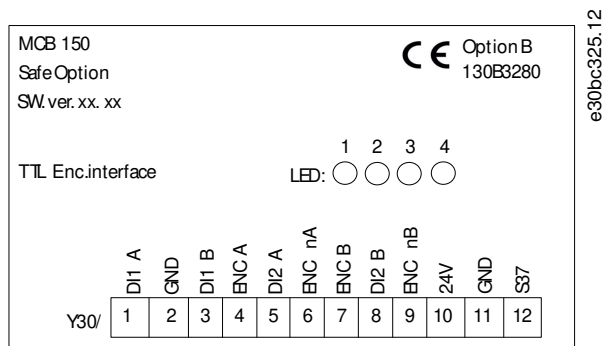 MCB 150
Safe Option
SW. ver. xx. xx
CE Option B
130B3280
e30bc325.12
TTL Enc.interface
LED: 1 2 3 4
DI1 A
GND
DI1 B
ENC A
DI2 A
ENC nA
ENC B
DI2 B
ENC nB
24V
GND
S37
Y30/ 1 2 3 4 5 6 7 8 9 10 11 12